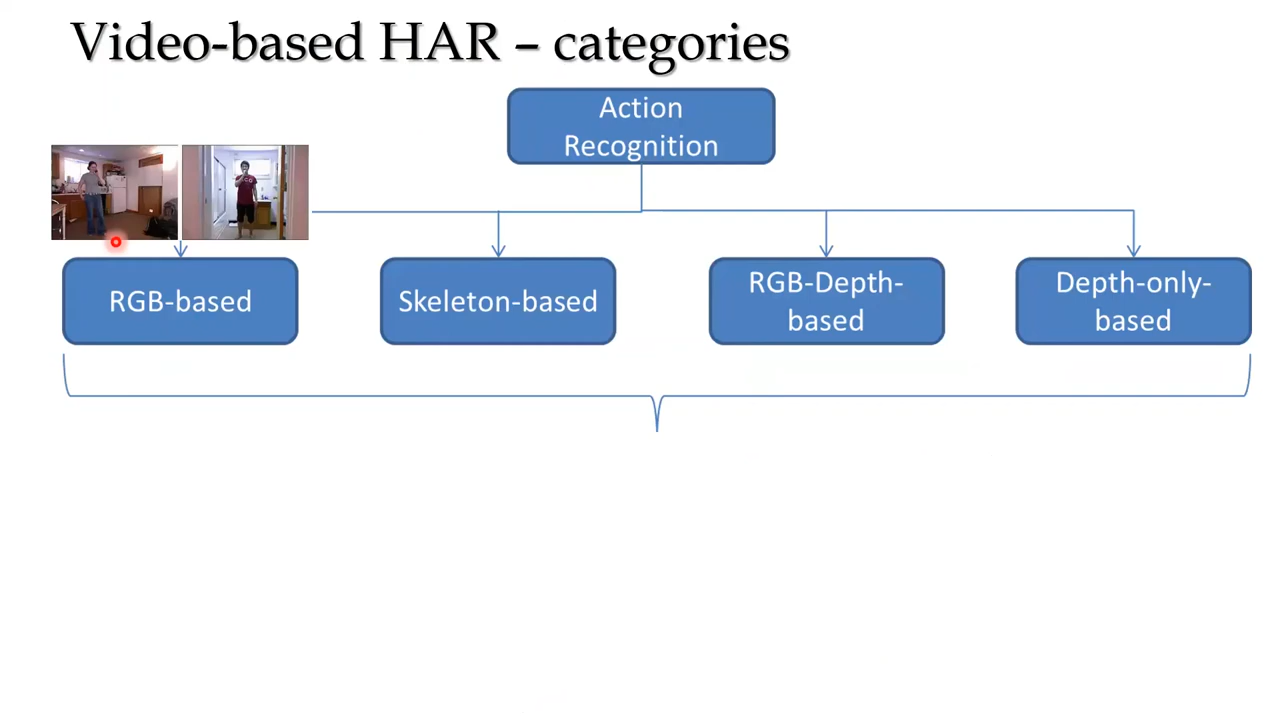 Video-based HAR – categories
Action
Recognition
RGB-based
Skeleton-based
RGB-Depth-
based
Depth-only-
based